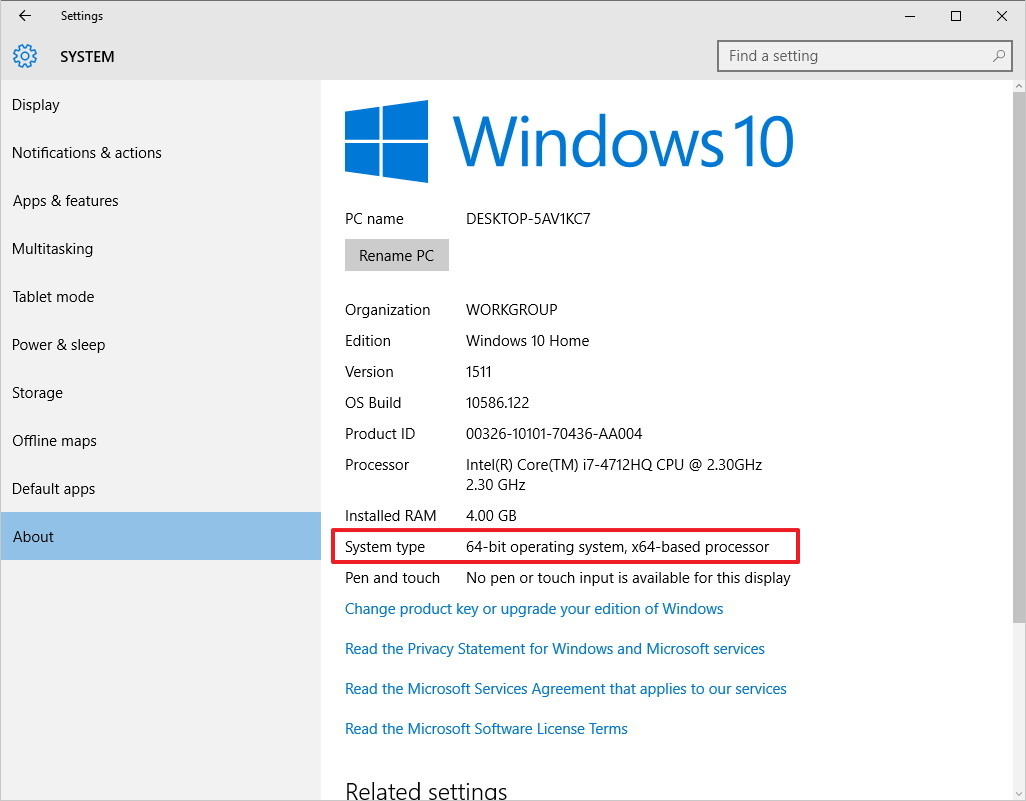 Settings
SYSTEM
Find a setting
Display
Notifications & actions
Apps & features
Multitasking
Tablet mode
Power & sleep
Storage
Offline maps
Default apps
About
Windows 10
PC name DESKTOP-5AV1KC7
Rename PC
Organization WORKGROUP
Edition Windows 10 Home
Version 1511
OS Build 10586.122
Product ID 00326-10101-70436-AA004
Processor Intel(R) Core(TM) i7-4712HQ CPU @ 2.30GHz
2.30 GHz
Installed RAM 4.00 GB
System type 64-bit operating system, x64-based processor
Pen and touch No pen or touch input is available for this display
Change product key or upgrade your edition of Windows
Read the Privacy Statement for Windows and Microsoft services
Read the Microsoft Services Agreement that applies to our services
Read the Microsoft Software License Terms
Related settings